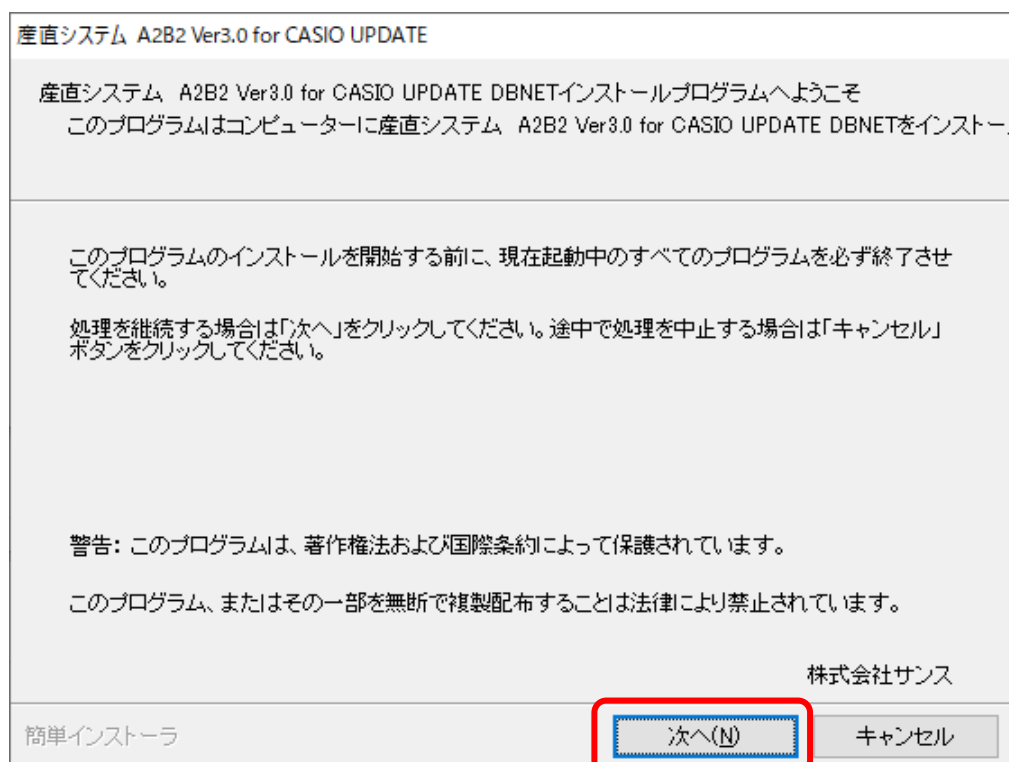 産直システム A2B2 Ver3.0 for CASIO UPDATE
産直システム A2B2 Ver3.0 for CASIO UPDATE DBNETインストールプログラムへようこそ
このプログラムはコンピューターに産直システム A2B2 Ver3.0 for CASIO UPDATE DBNETをインストー
このプログラムのインストールを開始する前に、現在起動中のすべてのプログラムを必ず終了させ
てください。
処理を継続する場合は「次へ」をクリックしてください。途中で処理を中止する場合は「キャンセル」
ボタンをクリックしてください。
警告: このプログラムは、著作権法および国際条約によって保護されています。
このプログラム、またはその一部を無断で複製配布することは法律により禁止されています。
株式会社サンス
簡単インストーラ
次へ(N)
キャンセル